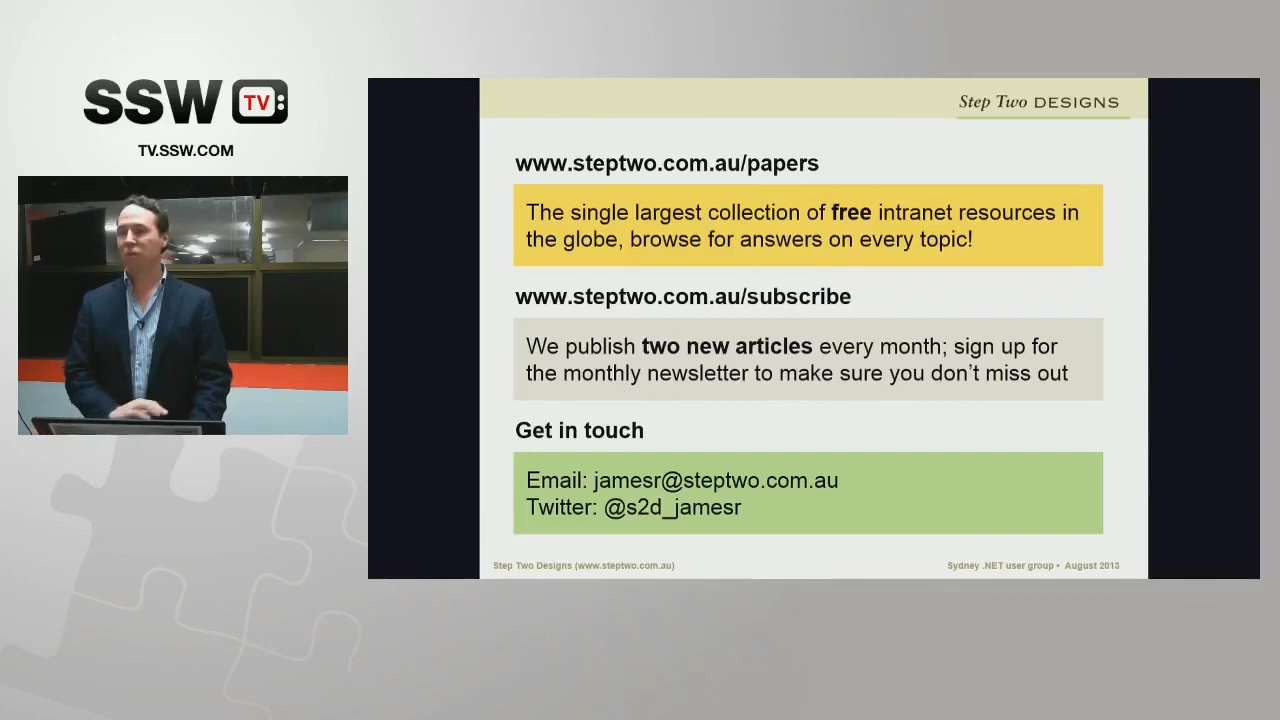 SSW TV
TV.SSW.COM
Step Two DESIGNS
www.steptwo.com.au/papers
The single largest collection of free intranet resources in
the globe, browse for answers on every topic!
www.steptwo.com.au/subscribe
We publish two new articles every month; sign up for
the monthly newsletter to make sure you don’t miss out
Get in touch
Email: jamesr@steptwo.com.au
Twitter: @s2d_jamesr
Step Two Designs (www.steptwo.com.au)
Sydney .NET user group • August 2013